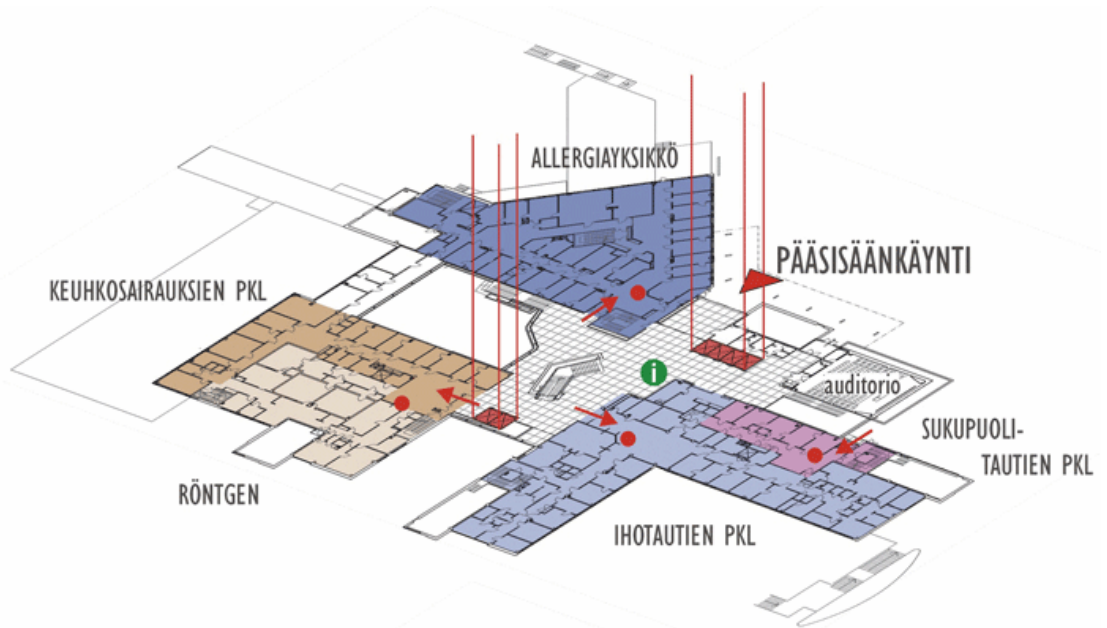 ALLERGIAYKSIKKÖ
PÄÄSISÄÄNKÄYNTI
KEUHKOSAIRAUKSIEN PKL
i
auditorio
SUKUPUOLI-
TAUTIEN PKL
RÖNTGEN
IHOTAUTIEN PKL